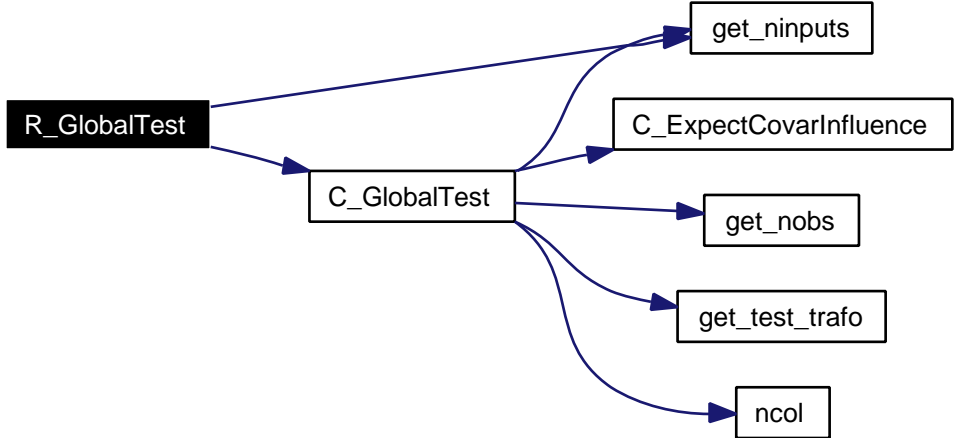 get_ninputs
C_ExpectCovarInfluence
R_GlobalTest
C_GlobalTest
get_nobs
get_test_trafo
ncol